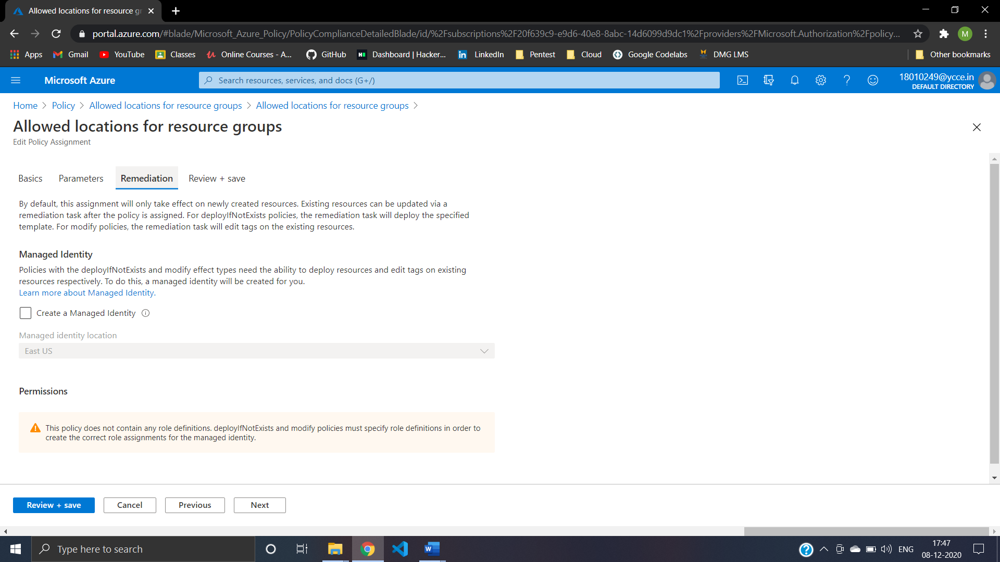 Allowed locations for resource gr
portal.azure.com/#blade/Microsoft_Azure_Policy/PolicyComplianceDetailedBlade/id/%2Fsubscriptions%2F20f639c9-e9d6-40e8-8abc-14d6099d9dc1%2Fproviders%2FMicrosoft.Authorization%2Fpolicy...
M
Apps Gmail YouTube Classes Online Courses - A... GitHub Dashboard | Hacker... LinkedIn Pentest Cloud Google Codelabs DMG LMS Other bookmarks
Microsoft Azure
Search resources, services, and docs (G+/)
18010249@ycce.in
DEFAULT DIRECTORY
Home > Policy > Allowed locations for resource groups > Allowed locations for resource groups >
Allowed locations for resource groups
Edit Policy Assignment
Basics Parameters Remediation Review + save
By default, this assignment will only take effect on newly created resources. Existing resources can be updated via a
remediation task after the policy is assigned. For deployIfNotExists policies, the remediation task will deploy the specified
template. For modify policies, the remediation task will edit tags on the existing resources.
Managed Identity
Policies with the deployIfNotExists and modify effect types need the ability to deploy resources and edit tags on existing
resources respectively. To do this, a managed identity will be created for you.
Learn more about Managed Identity.
Create a Managed Identity
Managed identity location
East US
Permissions
This policy does not contain any role definitions. deployIfNotExists and modify policies must specify role definitions in order to
create the correct role assignments for the managed identity.
Review + save Cancel Previous Next
Type here to search
ENG
17:47
08-12-2020